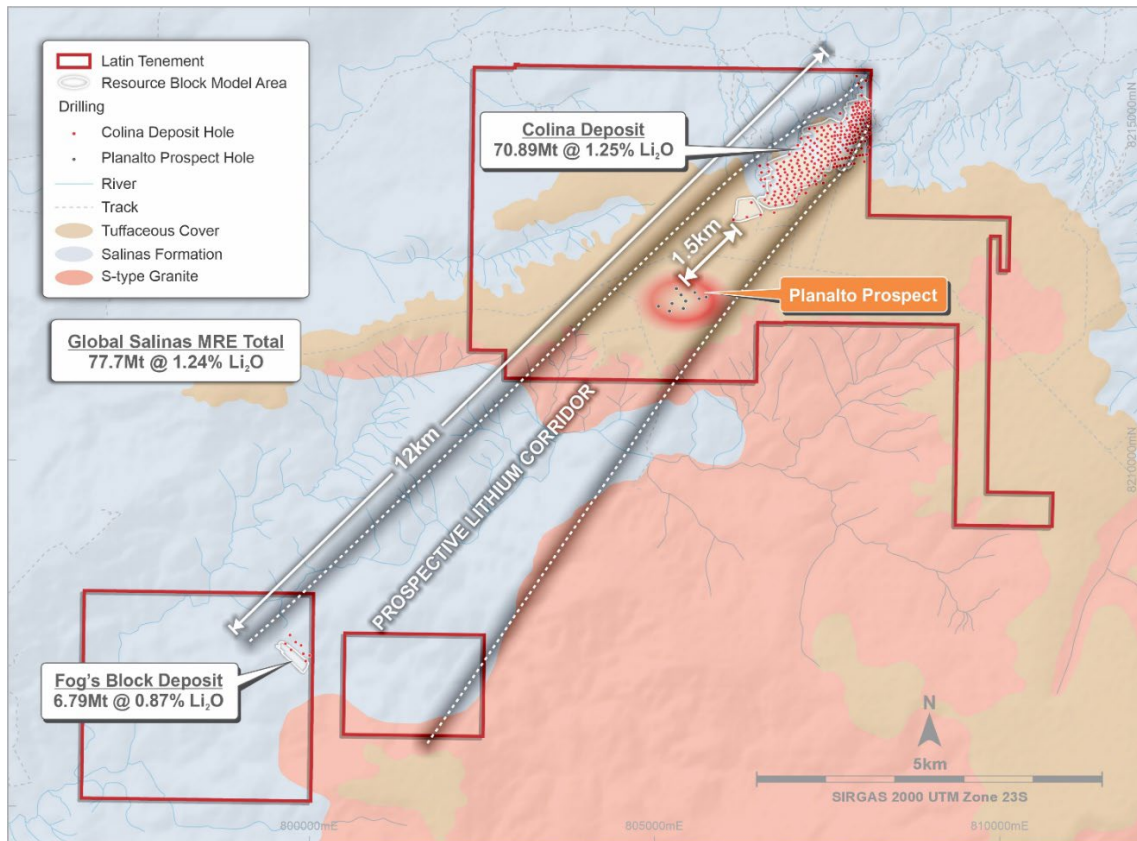 Latin Tenement
Resource Block Model Area
Drilling
Colina Deposit Hole
Planalto Prospect Hole
River
Track
Tuffaceous Cover
Salinas Formation
S-type Granite
Colina Deposit
70.89Mt @ 1.25% Li₂O
8215000mN
1.5km
Planalto Prospect
Global Salinas MRE Total
77.7Mt @ 1.24% Li₂O
12km
PROSPECTIVE LITHIUM CORRIDOR
8210000mN
Fog's Block Deposit
6.79Mt @ 0.87% Li₂O
N
5km
SIRGAS 2000 UTM Zone 23S
800000mE
805000mE
810000mE